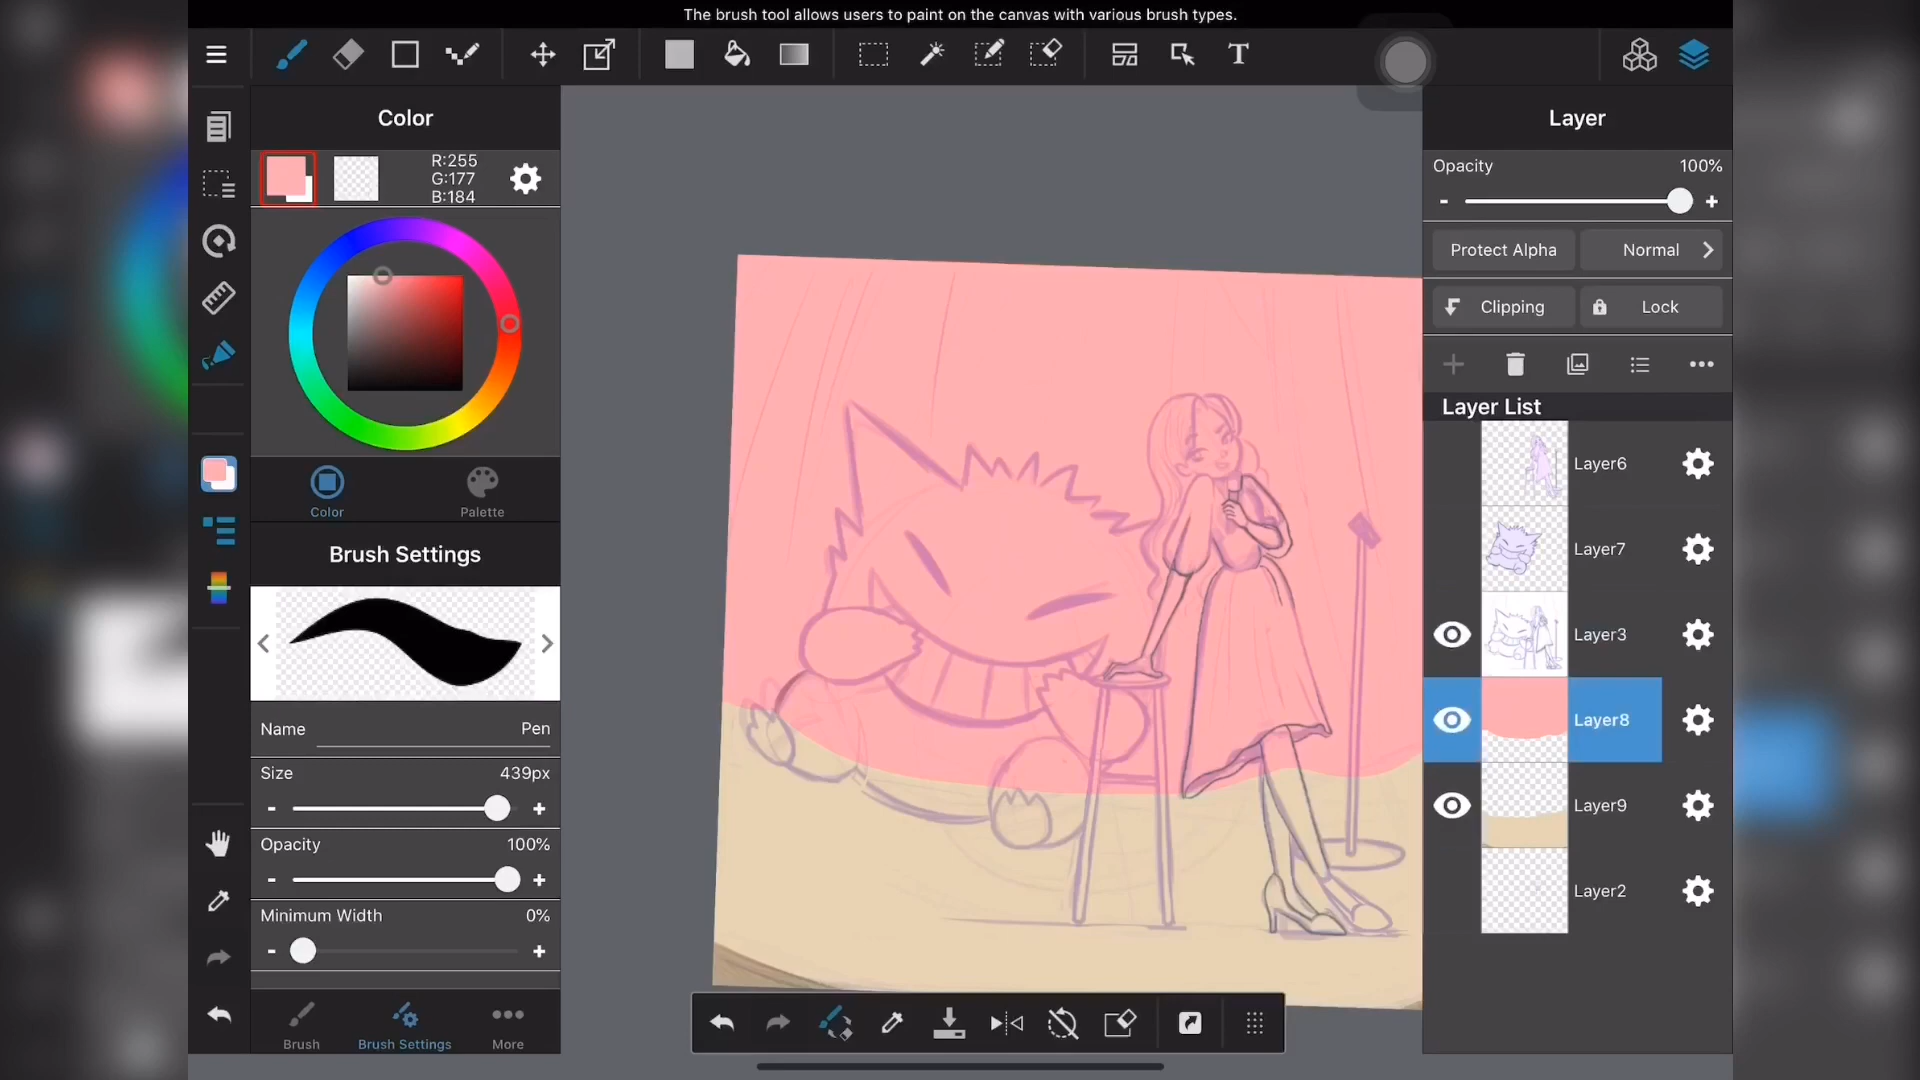 The brush tool allows users to paint on the canvas with various brush types.
T
Color
R:255
G:177
B:184
Color
Palette
Brush Settings
Name Pen
Size 439px
- +
Opacity 100%
- +
Minimum Width 0%
- +
Brush
Brush Settings
More
Layer
Opacity 100%
- +
Protect Alpha
Normal
Clipping
Lock
Layer List
Layer6
Layer7
Layer3
Layer8
Layer9
Layer2